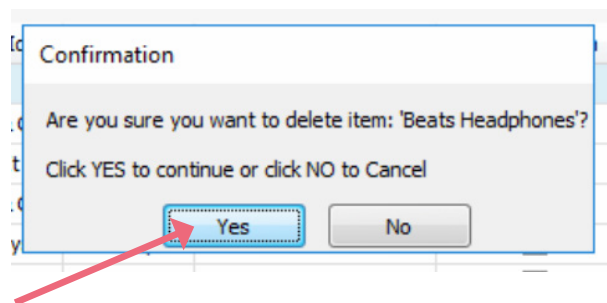 Confirmation
Are you sure you want to delete item: 'Beats Headphones'?
Click YES to continue or click NO to Cancel
Yes
No